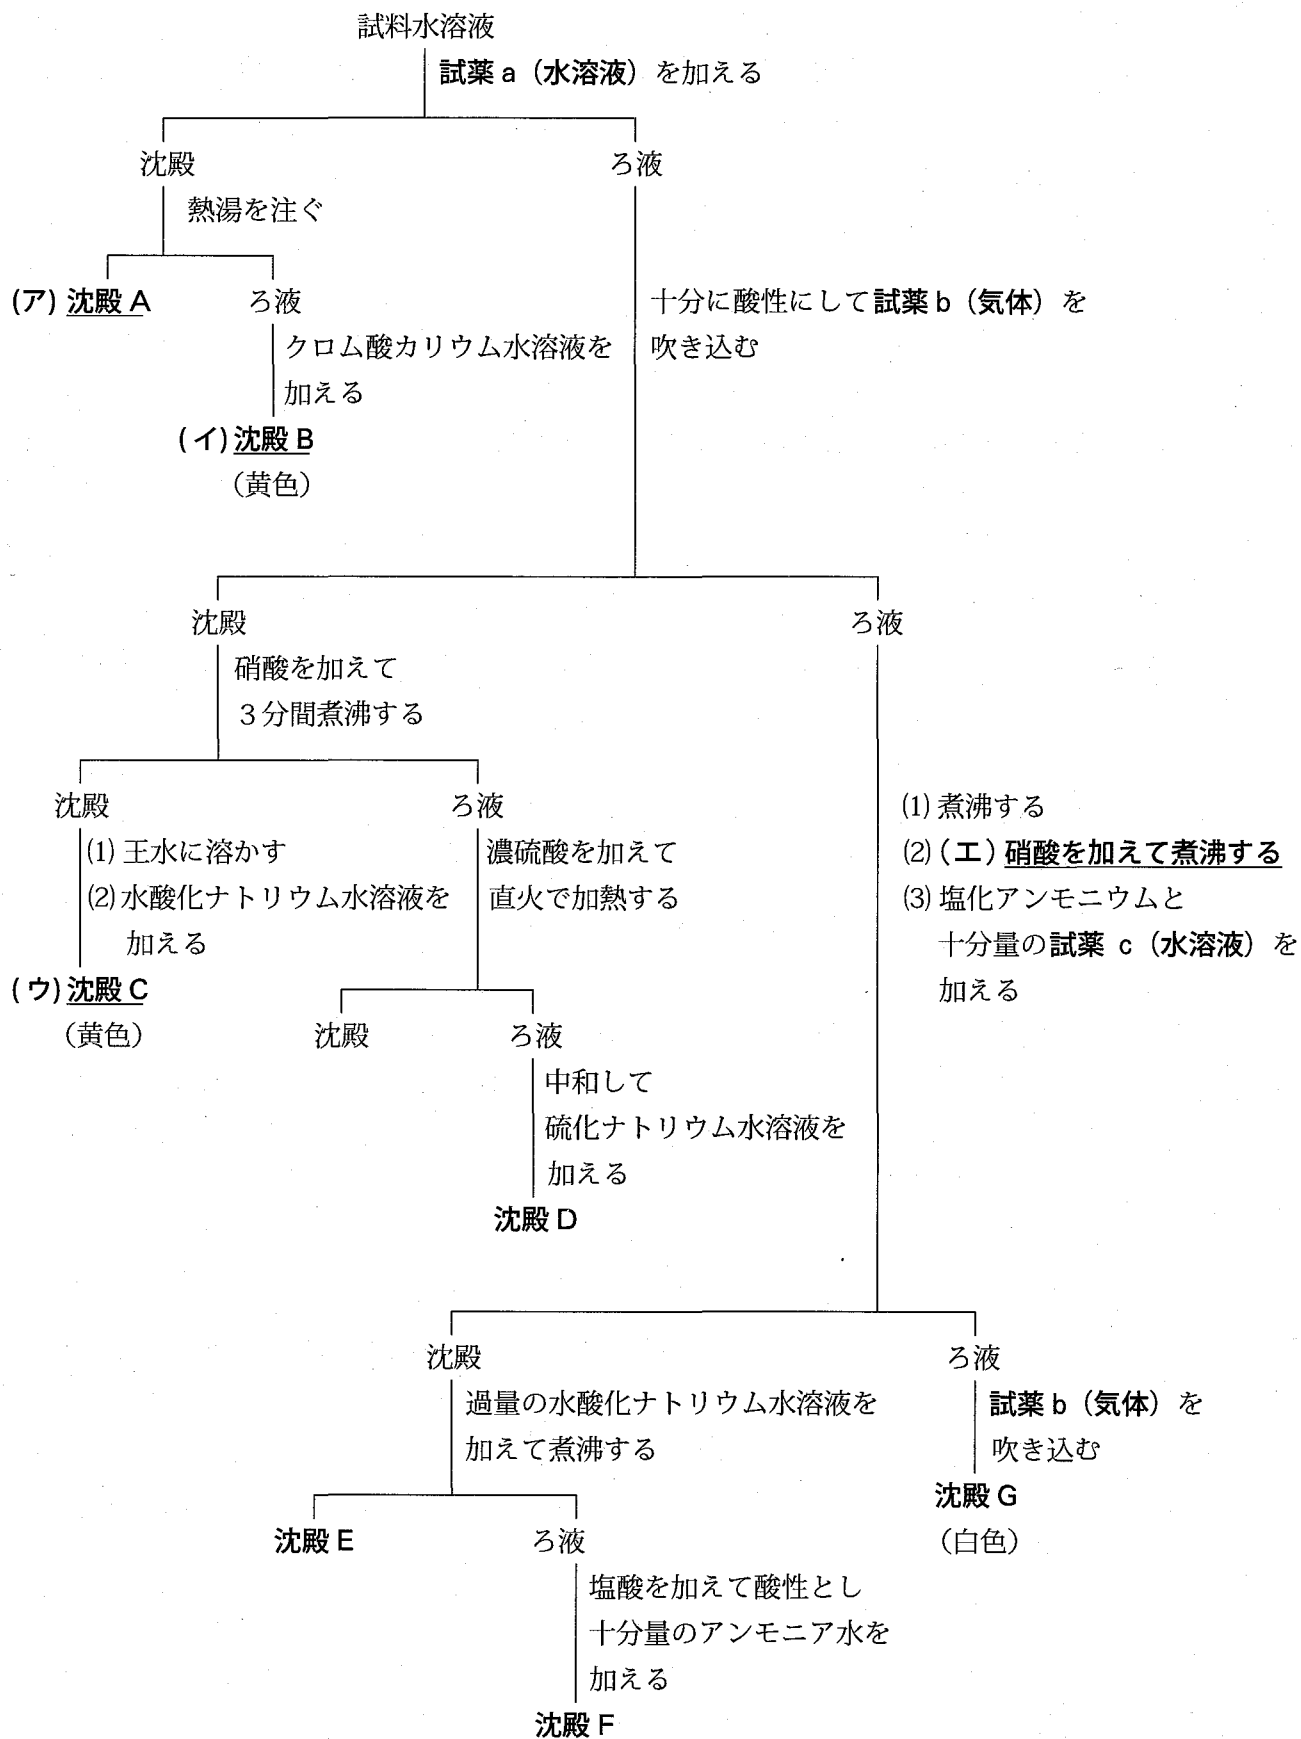 試料水溶液
試薬 a（水溶液）を加える
沈殿
ろ液
熱湯を注ぐ
(ア) 沈殿 A
ろ液
クロム酸カリウム水溶液を
加える
(イ) 沈殿 B
（黄色）
十分に酸性にして試薬 b（気体）を
吹き込む
沈殿
ろ液
硝酸を加えて
３分間煮沸する
沈殿
ろ液
(1) 王水に溶かす
(2) 水酸化ナトリウム水溶液を
加える
(ウ) 沈殿 C
（黄色）
濃硫酸を加えて
直火で加熱する
沈殿
ろ液
中和して
硫化ナトリウム水溶液を
加える
沈殿 D
(1) 煮沸する
(2) (エ) 硝酸を加えて煮沸する
(3) 塩化アンモニウムと
十分量の試薬 c（水溶液）を
加える
沈殿
ろ液
過量の水酸化ナトリウム水溶液を
加えて煮沸する
沈殿 E
ろ液
塩酸を加えて酸性とし
十分量のアンモニア水を
加える
沈殿 F
試薬 b（気体）を
吹き込む
沈殿 G
（白色）